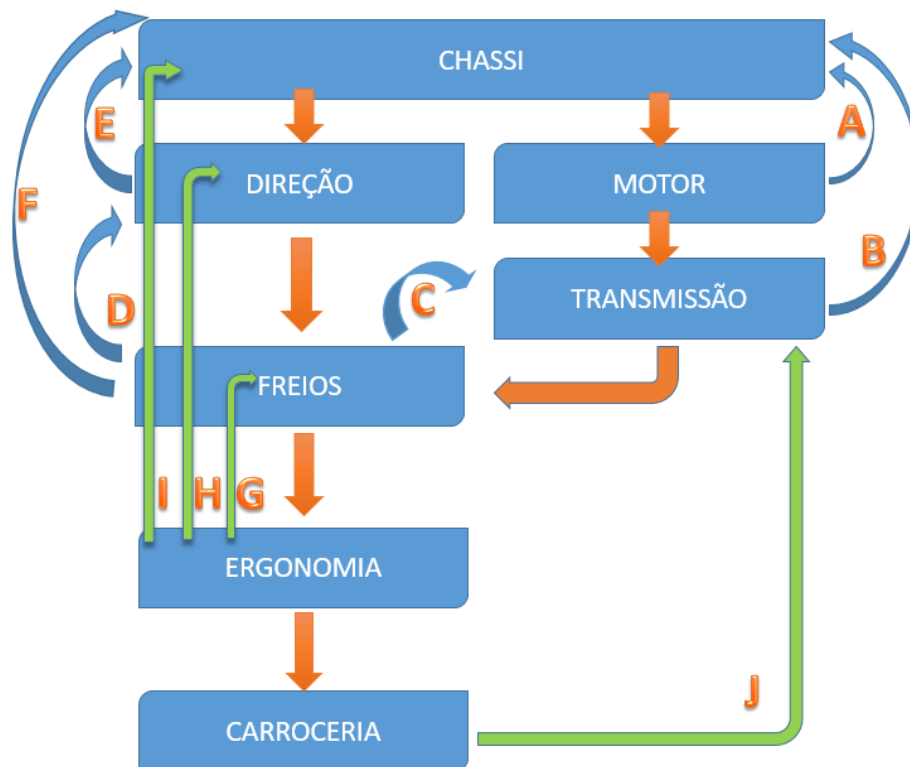 CHASSI
E
A
DIREÇÃO
MOTOR
F
B
D
C
TRANSMISSÃO
FREIOS
I
H
G
ERGONOMIA
J
CARROCERIA